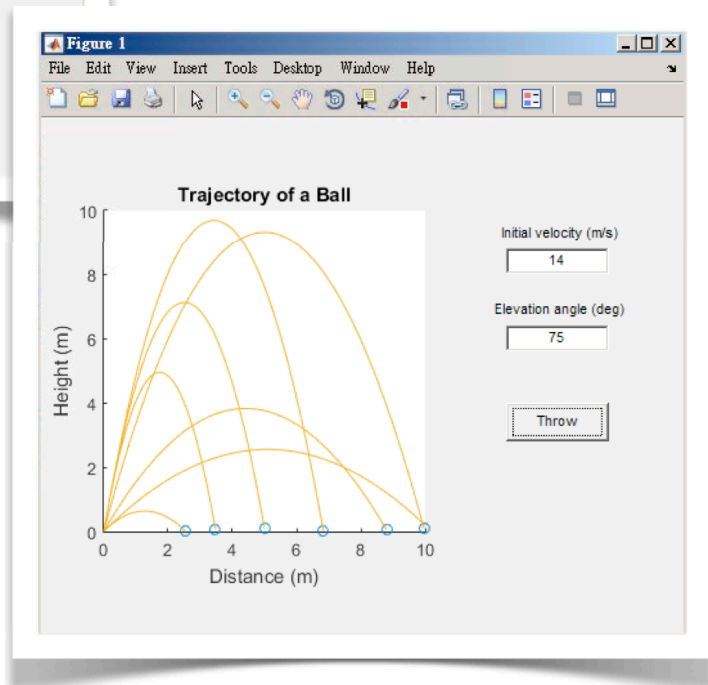 Figure 1
File Edit View Insert Tools Desktop Window Help
Trajectory of a Ball
10
8
6
4
2
0
Height (m)
0 2 4 6 8 10
Distance (m)
Initial velocity (m/s)
14
Elevation angle (deg)
75
Throw